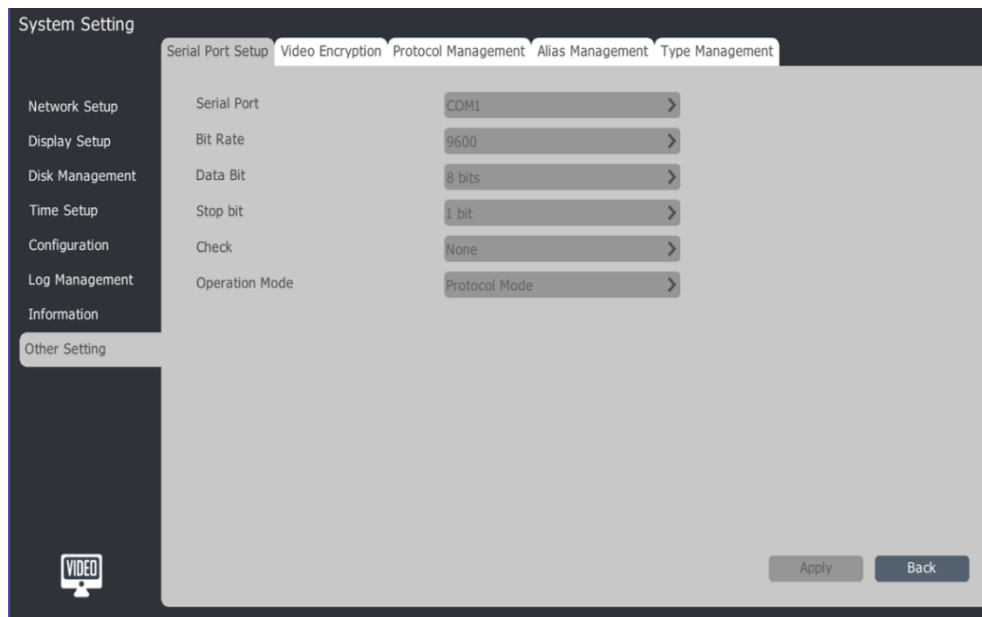 System Setting
Serial Port Setup Video Encryption Protocol Management Alias Management Type Management
Network Setup
Display Setup
Disk Management
Time Setup
Configuration
Log Management
Information
Other Setting
Serial Port COM1
Bit Rate 9600
Data Bit 8 bits
Stop bit 1 bit
Check None
Operation Mode Protocol Mode
VIDEO
Apply Back